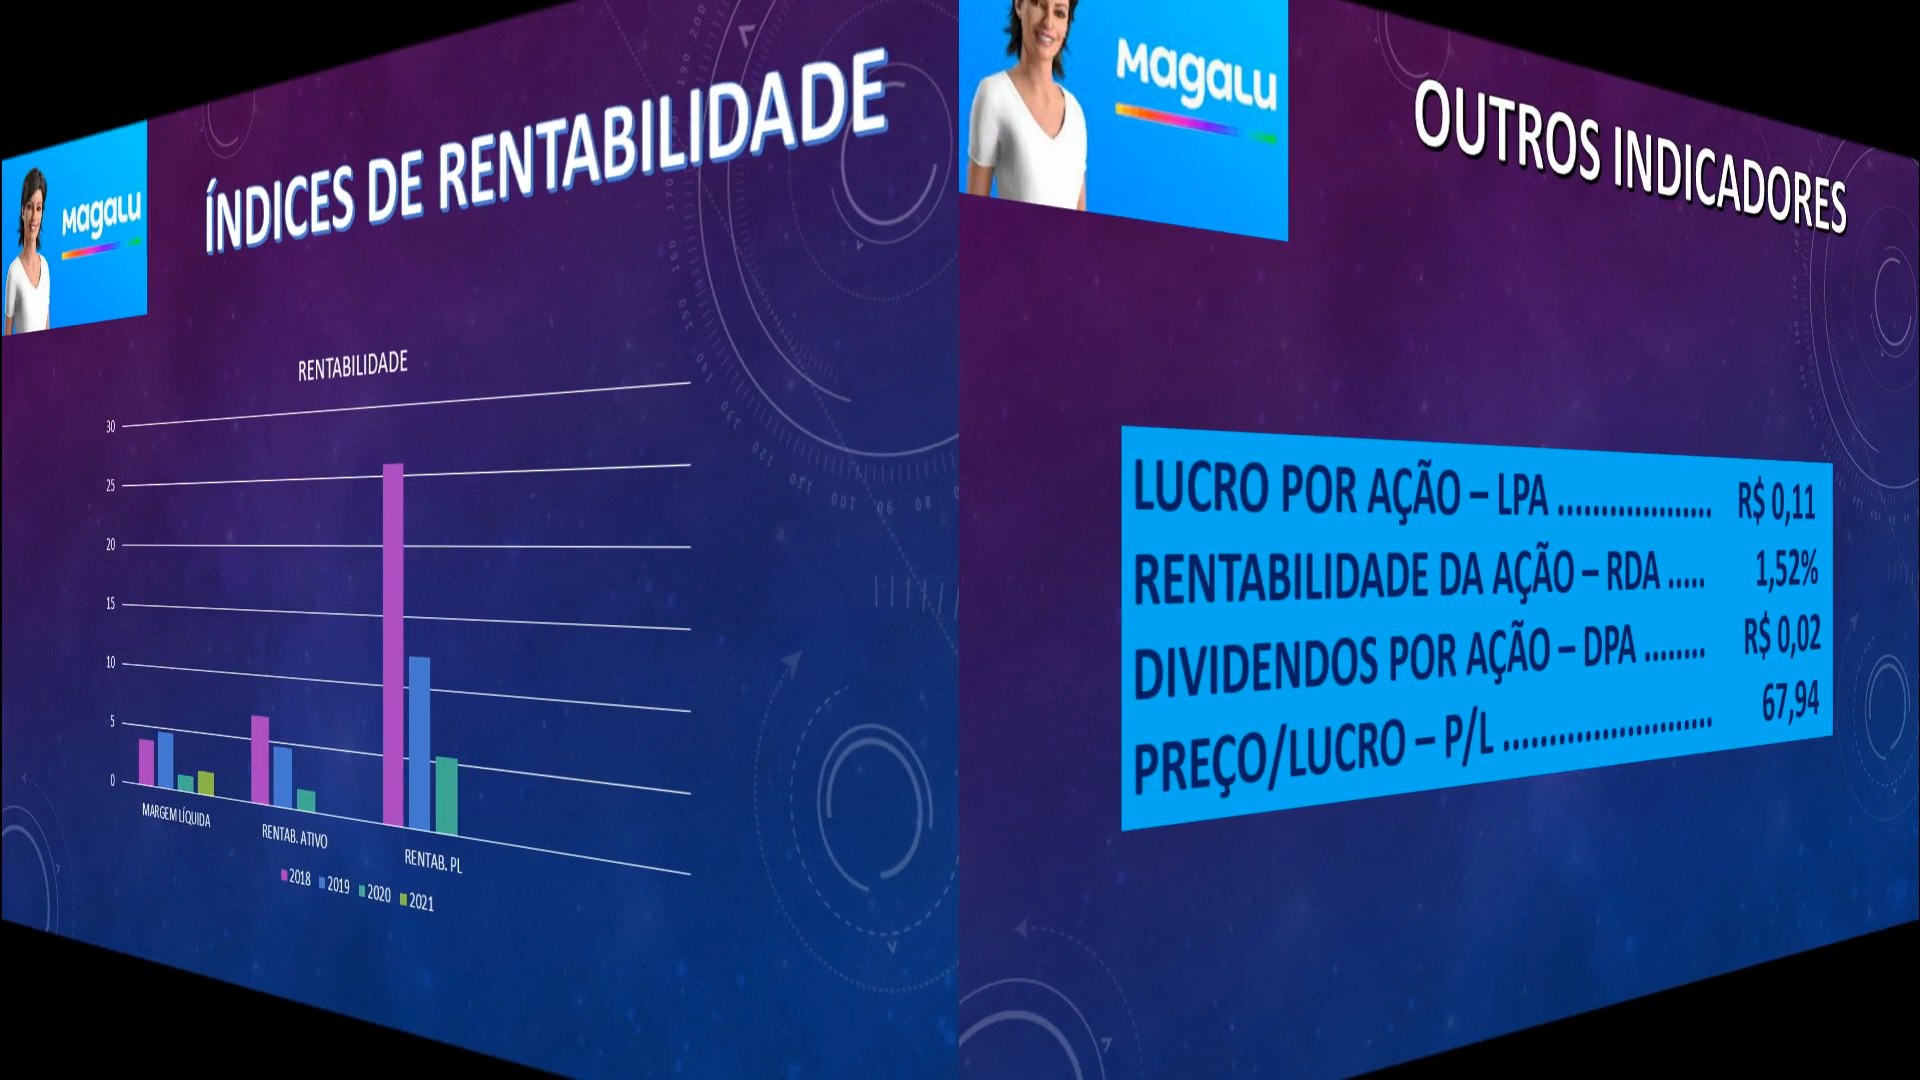 Magalu
ÍNDICES DE RENTABILIDADE
RENTABILIDADE
30
25
20
15
10
5
0
MARGEM LÍQUIDA
RENTAB. ATIVO
RENTAB. PL
2018 2019 2020 2021
Magalu
OUTROS INDICADORES
LUCRO POR AÇÃO – LPA .................. R$ 0,11
RENTABILIDADE DA AÇÃO – RDA ..... 1,52%
DIVIDENDOS POR AÇÃO – DPA ........ R$ 0,02
PREÇO/LUCRO – P/L ........................ 67,94